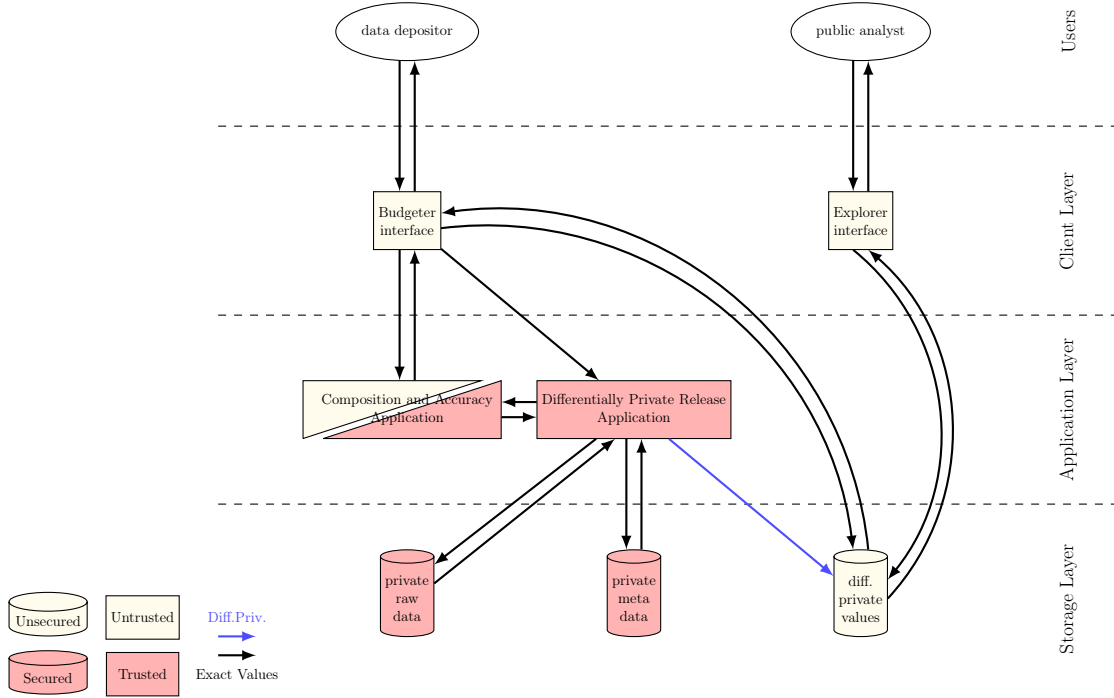 data depositor
public analyst
Users
Budgeter
interface
Explorer
interface
Client Layer
Composition and Accuracy
Application
Differentially Private Release
Application
Application Layer
private
raw
data
private
meta
data
diff.
private
values
Storage Layer
Unsecured
Untrusted
Diff.Priv.
Secured
Trusted
Exact Values